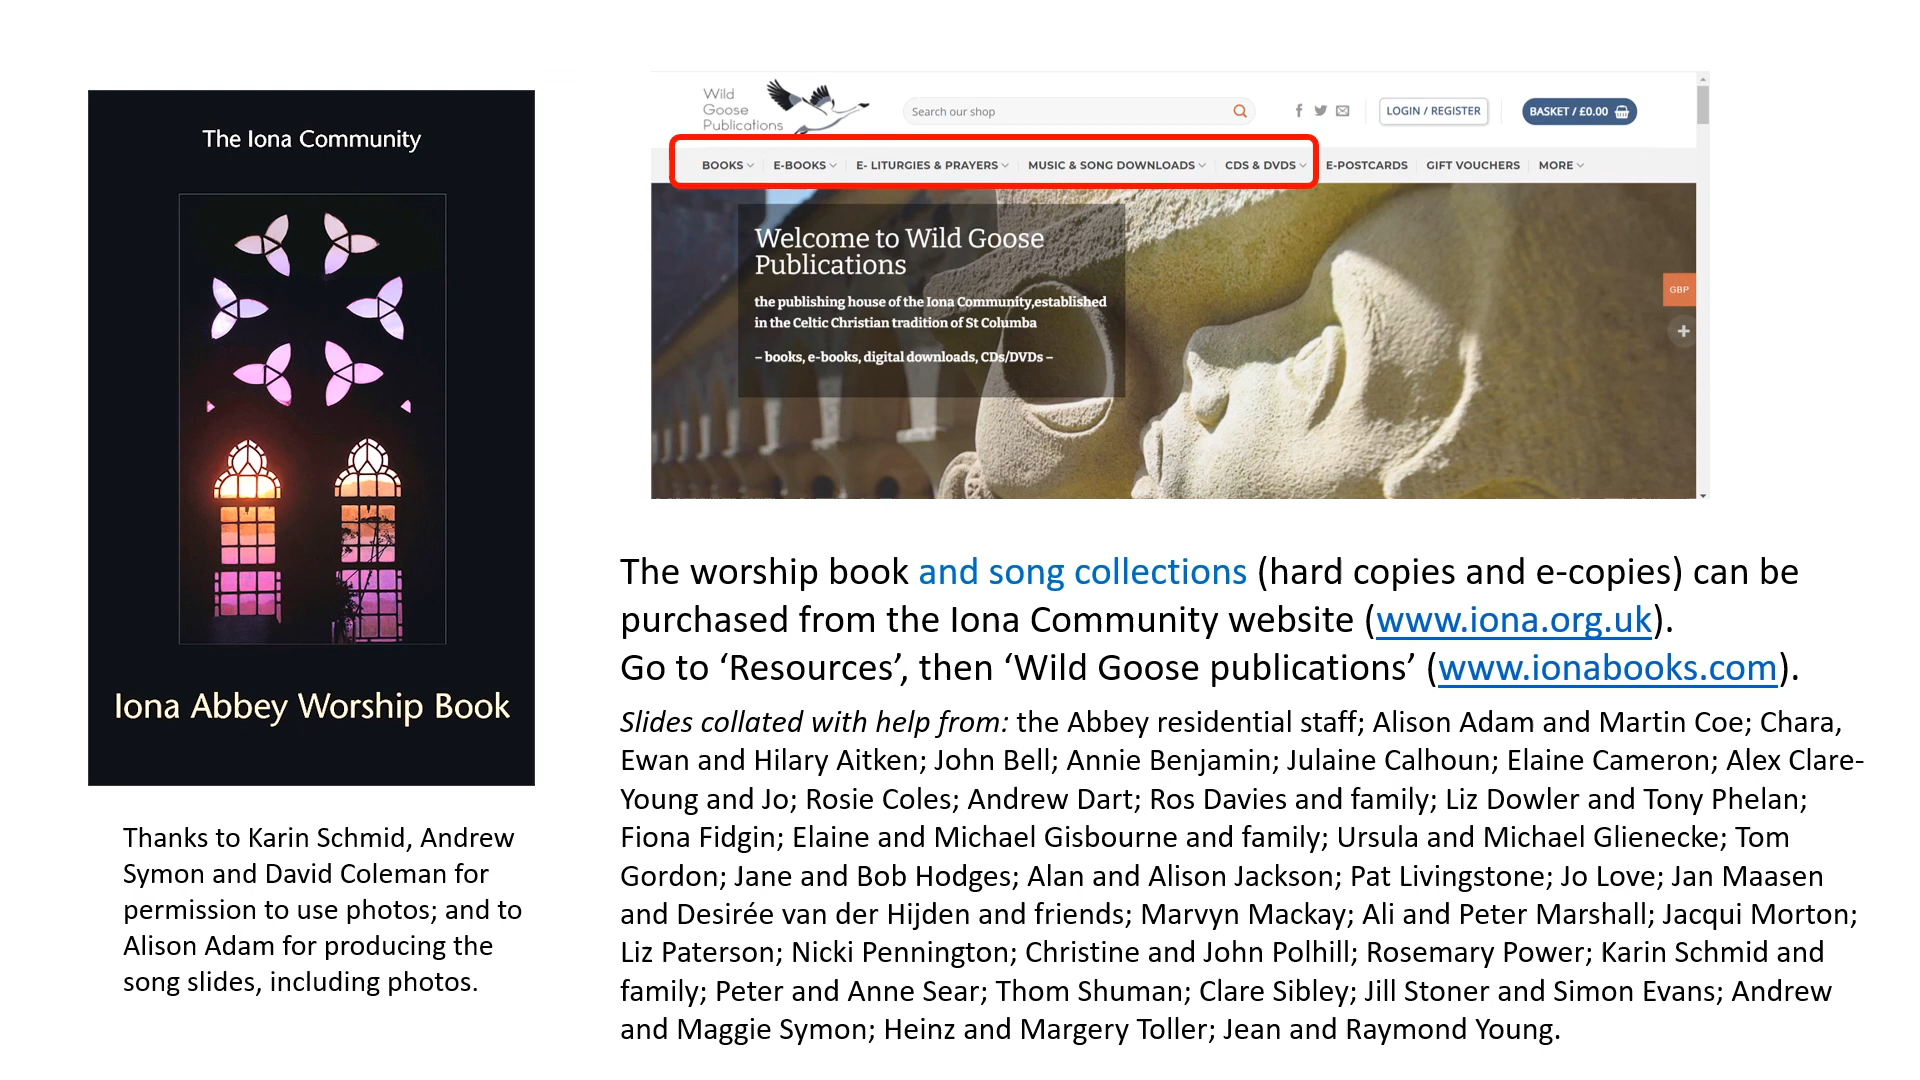 The Iona Community
Iona Abbey Worship Book
Thanks to Karin Schmid, Andrew
Symon and David Coleman for
permission to use photos; and to
Alison Adam for producing the
song slides, including photos.
Wild
Goose
Publications
Search our shop
LOGIN / REGISTER
BASKET / £0.00
BOOKS E-BOOKS E- LITURGIES & PRAYERS MUSIC & SONG DOWNLOADS CDS & DVDS E-POSTCARDS GIFT VOUCHERS MORE
Welcome to Wild Goose
Publications
the publishing house of the Iona Community,established
in the Celtic Christian tradition of St Columba
– books, e-books, digital downloads, CDs/DVDs –
GBP
The worship book and song collections (hard copies and e-copies) can be
purchased from the Iona Community website (www.iona.org.uk).
Go to ‘Resources’, then ‘Wild Goose publications’ (www.ionabooks.com).
Slides collated with help from: the Abbey residential staff; Alison Adam and Martin Coe; Chara,
Ewan and Hilary Aitken; John Bell; Annie Benjamin; Julaine Calhoun; Elaine Cameron; Alex Clare-
Young and Jo; Rosie Coles; Andrew Dart; Ros Davies and family; Liz Dowler and Tony Phelan;
Fiona Fidgin; Elaine and Michael Gisbourne and family; Ursula and Michael Glienecke; Tom
Gordon; Jane and Bob Hodges; Alan and Alison Jackson; Pat Livingstone; Jo Love; Jan Maasen
and Desirée van der Hijden and friends; Marvyn Mackay; Ali and Peter Marshall; Jacqui Morton;
Liz Paterson; Nicki Pennington; Christine and John Polhill; Rosemary Power; Karin Schmid and
family; Peter and Anne Sear; Thom Shuman; Clare Sibley; Jill Stoner and Simon Evans; Andrew
and Maggie Symon; Heinz and Margery Toller; Jean and Raymond Young.